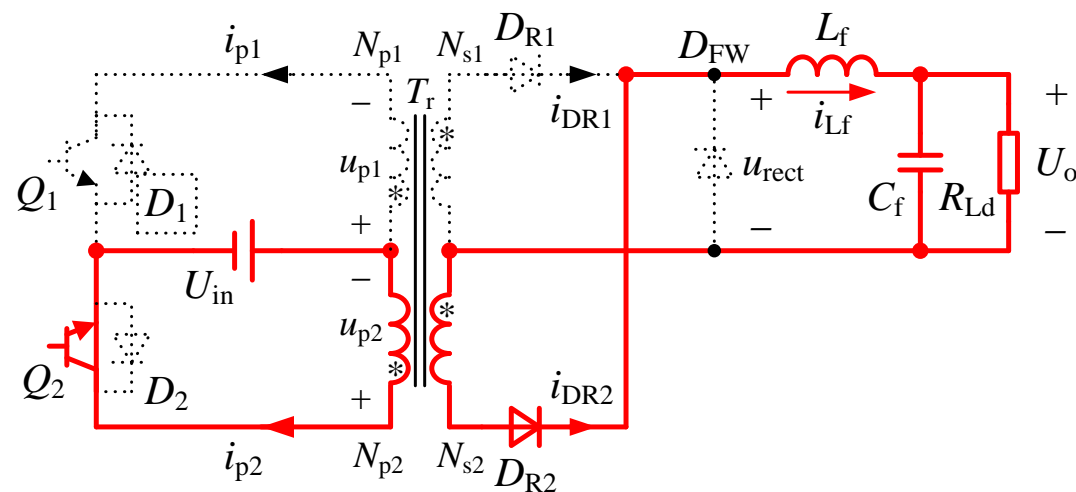 i_p1 N_p1 N_s1 D_R1 D_FW L_f
− T_r + i_Lf +
* i_DR1
Q_1 D_1 u_p1 * u_rect C_f R_Ld U_o
+ − −
U_in −
u_p2 *
Q_2 D_2 * i_DR2
+
i_p2 N_p2 N_s2 D_R2